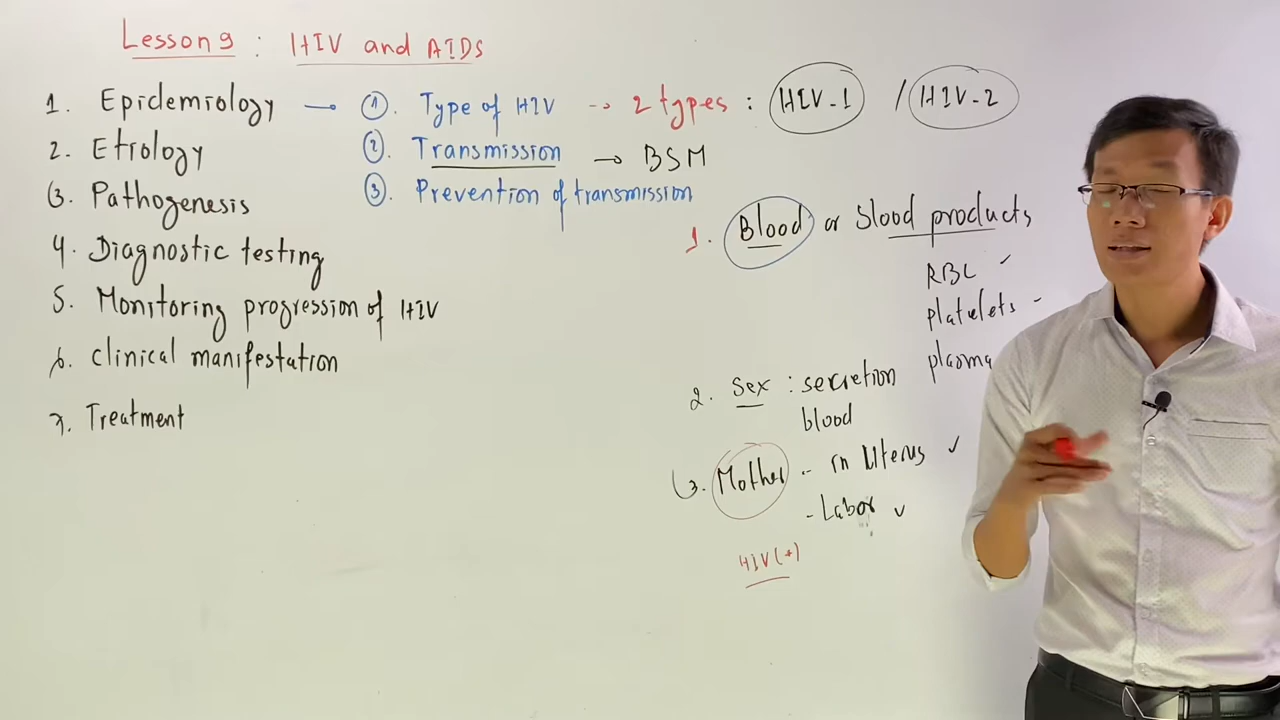 Lesson 9 : HIV and AIDS
1. Epidemiology → ①. Type of HIV → 2 types : HIV-1 / HIV-2
2. Etiology ②. Transmission → BSM
3. Pathogenesis ③. Prevention of transmission
4. Diagnostic testing
5. Monitoring progression of HIV
6. clinical manifestation
7. Treatment
1. Blood or blood products
RBC ✓
platelets -
plasma
2. Sex : secretion
blood
3. Mother - in Uterus ✓
- Labor ✓
HIV(+)